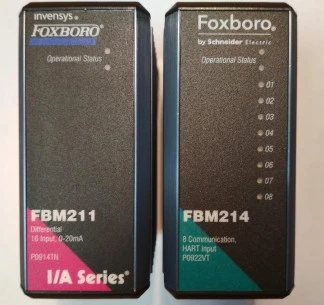 invensys
FOXBORO®
Operational Status
FBM211
Differential
16 Input, 0-20mA
P0914TN
I/A Series®
Foxboro®
by Schneider Electric
Operational Status
01
02
03
04
05
06
07
08
FBM214
8 Communication,
HART input
P0922VT